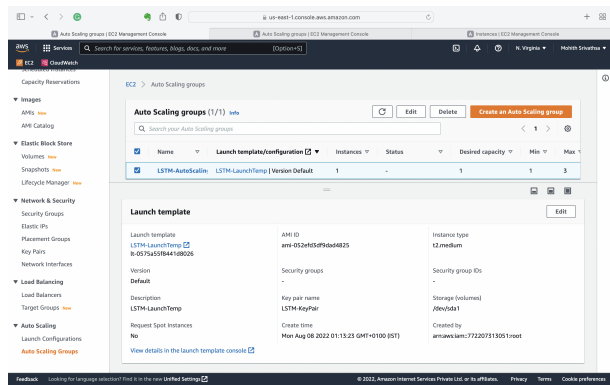 us-east-1.console.aws.amazon.com
Auto Scaling groups | EC2 Management Console
Auto Scaling groups | EC2 Management Console
Instances | EC2 Management Console
aws
Services
Search for services, features, blogs, docs, and more
[Option+S]
N. Virginia
Mohith Srivathsa
EC2
CloudWatch
Scheduled Instances
Capacity Reservations
Images
AMIs New
AMI Catalog
Elastic Block Store
Volumes New
Snapshots New
Lifecycle Manager New
Network & Security
Security Groups
Elastic IPs
Placement Groups
Key Pairs
Network Interfaces
Load Balancing
Load Balancers
Target Groups New
Auto Scaling
Launch Configurations
Auto Scaling Groups
EC2 > Auto Scaling groups
Auto Scaling groups (1/1) Info
Edit
Delete
Create an Auto Scaling group
Search your Auto Scaling groups
1
Name
Launch template/configuration
Instances
Status
Desired capacity
Min
Max
LSTM-AutoScaling
LSTM-LaunchTemp | Version Default
1
-
1
1
3
Launch template
Edit
Launch template
LSTM-LaunchTemp
lt-0575a55f8441d8026
AMI ID
ami-052efd3df9dad4825
Instance type
t2.medium
Version
Default
Security groups
-
Security group IDs
-
Description
LSTM-LaunchTemp
Key pair name
LSTM-KeyPair
Storage (volumes)
/dev/sda1
Request Spot Instances
No
Create time
Mon Aug 08 2022 01:13:23 GMT+0100 (IST)
Created by
arn:aws:iam::772207313051:root
View details in the launch template console
Feedback
Looking for language selection? Find it in the new Unified Settings
© 2022, Amazon Internet Services Private Ltd. or its affiliates.
Privacy
Terms
Cookie preferences